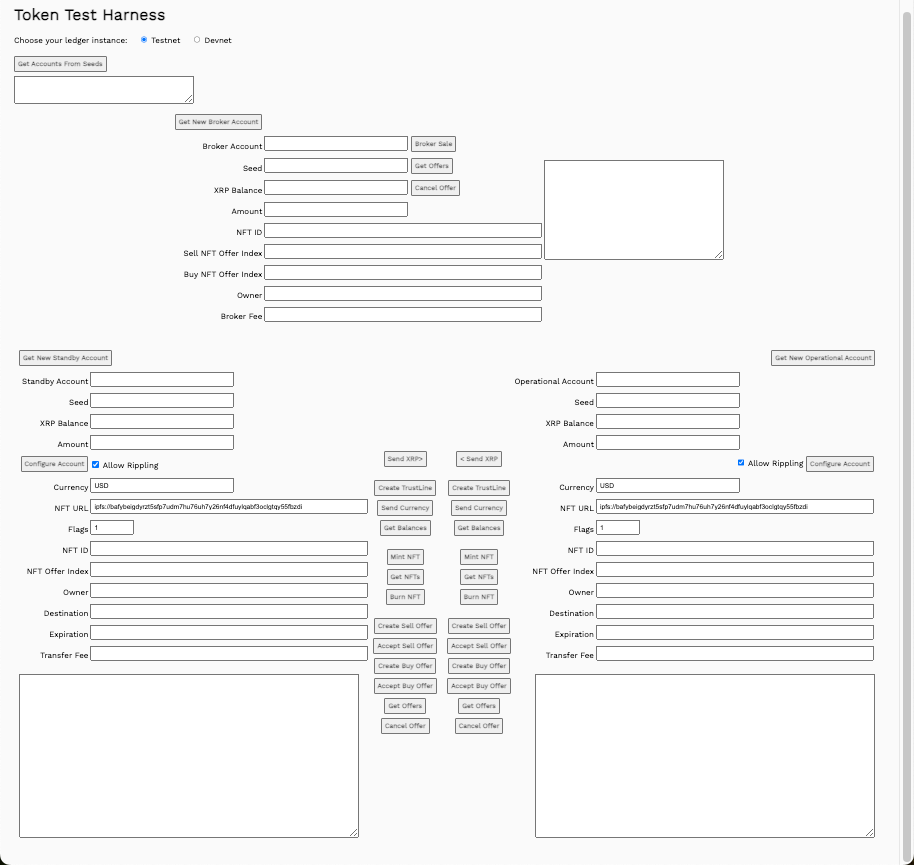 Token Test Harness
Choose your ledger instance: Testnet Devnet
Get Accounts From Seeds
Get New Broker Account
Broker Account Broker Sale
Seed Get Offers
XRP Balance Cancel Offer
Amount
NFT ID
Sell NFT Offer Index
Buy NFT Offer Index
Owner
Broker Fee
Get New Standby Account Get New Operational Account
Standby Account Operational Account
Seed Seed
XRP Balance XRP Balance
Amount Amount
Send XRP> < Send XRP
Configure Account Allow Rippling Allow Rippling Configure Account
Currency USD Create TrustLine Create TrustLine Currency USD
NFT URL ipfs://bafybeigdyrzt5sfp7udm7hu76uh7y26nf4dfuylqabf3oclgtqy55fbzdi Send Currency Send Currency NFT URL ipfs://bafybeigdyrzt5sfp7udm7hu76uh7y26nf4dfuylqabf3oclgtqy55fbzdi
Flags 1 Get Balances Get Balances Flags 1
NFT ID Mint NFT Mint NFT NFT ID
NFT Offer Index Get NFTs Get NFTs NFT Offer Index
Owner Burn NFT Burn NFT Owner
Destination Destination
Expiration Create Sell Offer Create Sell Offer Expiration
Transfer Fee Accept Sell Offer Accept Sell Offer Transfer Fee
Create Buy Offer Create Buy Offer
Accept Buy Offer Accept Buy Offer
Get Offers Get Offers
Cancel Offer Cancel Offer